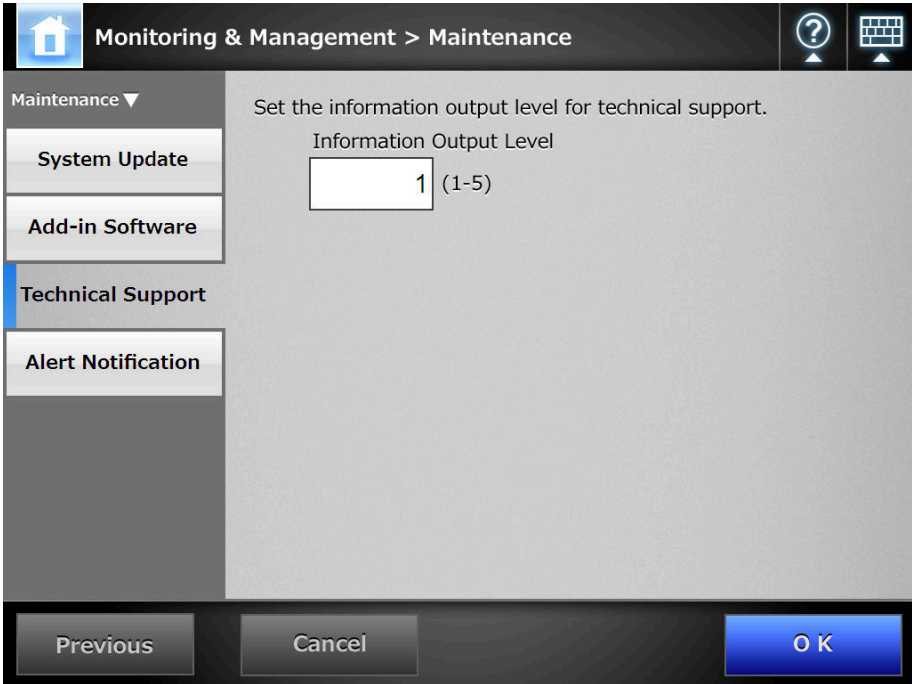 Monitoring & Management > Maintenance
?
Maintenance ▼
System Update
Add-in Software
Technical Support
Alert Notification
Set the information output level for technical support.
Information Output Level
1 (1-5)
Previous
Cancel
O K